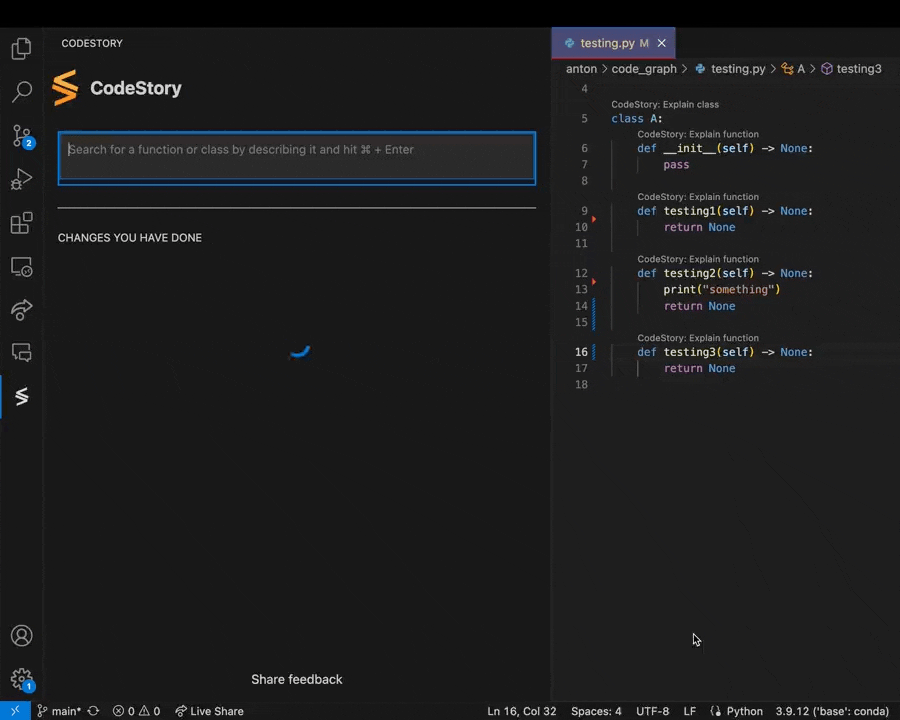 CODESTORY
CodeStory
Search for a function or class by describing it and hit ⌘ + Enter
CHANGES YOU HAVE DONE
Share feedback
2
1
testing.py M
anton > code_graph > testing.py > A > testing3
4
CodeStory: Explain class
5 class A:
CodeStory: Explain function
6 def __init__(self) -> None:
7 pass
8
CodeStory: Explain function
9 def testing1(self) -> None:
10 return None
11
CodeStory: Explain function
12 def testing2(self) -> None:
13 print("something")
14 return None
15
CodeStory: Explain function
16 def testing3(self) -> None:
17 return None
18
main* 0 0 Live Share Ln 16, Col 32 Spaces: 4 UTF-8 LF Python 3.9.12 ('base': conda)